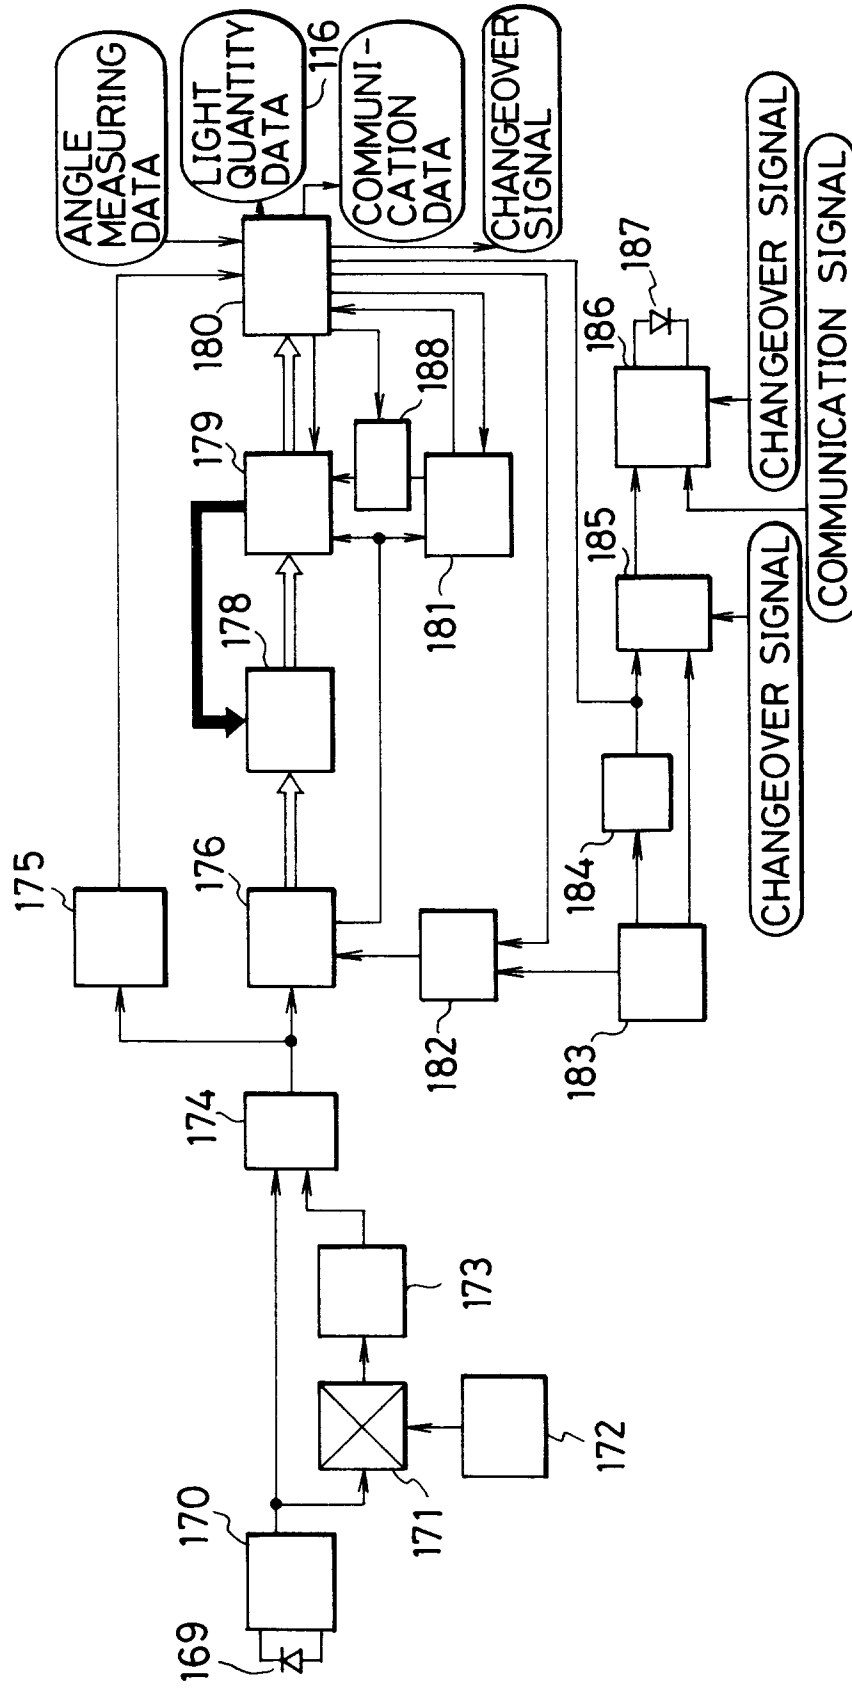 ANGLE
MEASURING
DATA
LIGHT
QUANTITY
DATA
116
COMMUNI-
CATION
DATA
CHANGEOVER
SIGNAL
175
180
179
188
178
176
181
174
182
173
170
169
171
172
187
186
185
184
183
CHANGEOVER SIGNAL
CHANGEOVER SIGNAL
COMMUNICATION SIGNAL